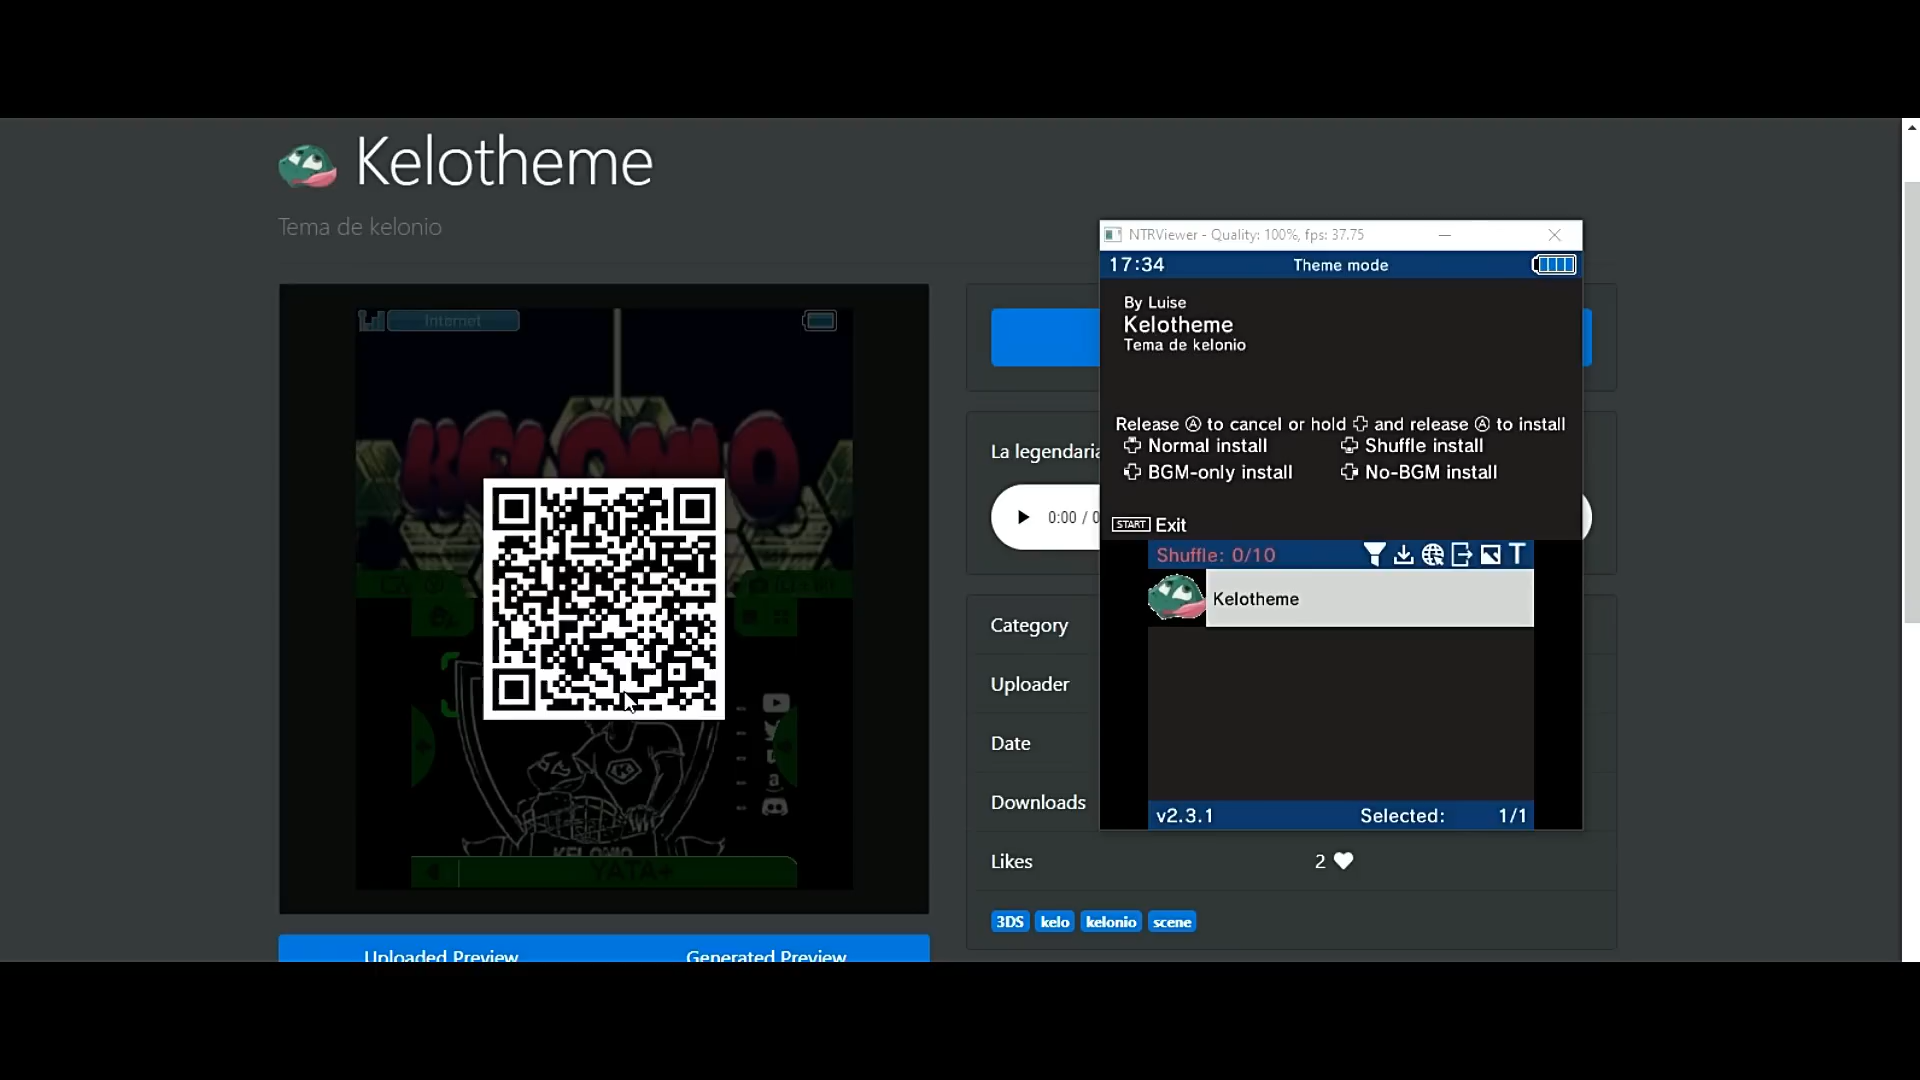 Kelotheme
Tema de kelonio
Internet
KELONIO
KELONIO
YATA+
Uploaded Preview
Generated Preview
La legendaria
0:00 / 0
Category
Uploader
Date
Downloads
Likes
2
3DS kelo kelonio scene
NTRViewer - Quality: 100%, fps: 37.75
17:34 Theme mode
By Luise
Kelotheme
Tema de kelonio
Release Ⓐ to cancel or hold and release Ⓐ to install
Normal install Shuffle install
BGM-only install No-BGM install
START Exit
Shuffle: 0/10 T
Kelotheme
v2.3.1 Selected: 1/1